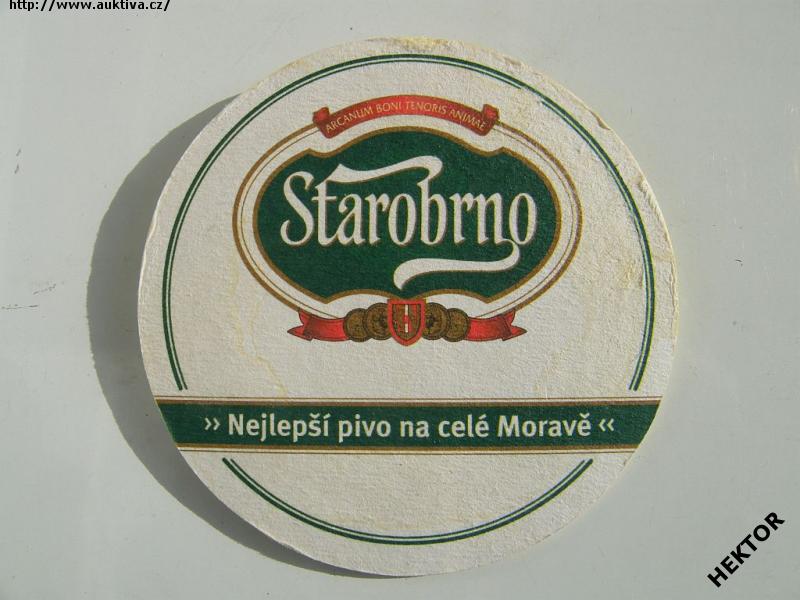 http://www.auktiva.cz/
ARCANUM BONI TENORIS ANIMAE
Starobrno
›› Nejlepší pivo na celé Moravě ‹‹
HEKTOR